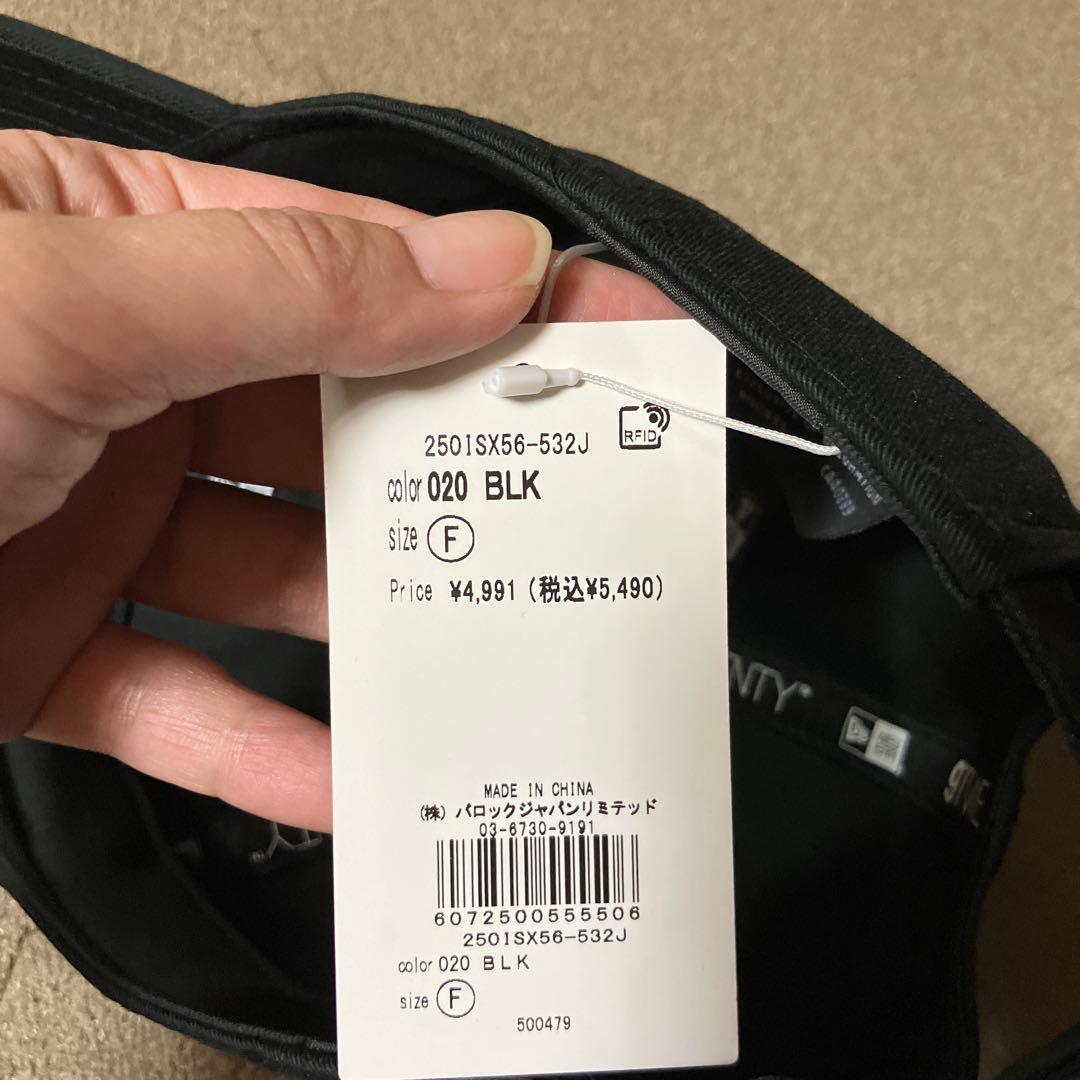 250ISX56-532J
RFID
color 020 BLK
size F
Price ¥4,991 (税込¥5,490)
MADE IN CHINA
(株) バロックジャパンリミテッド
03-6730-9191
6072500555506
250ISX56-532J
color 020 BLK
size F
500479
NTY®
9INE